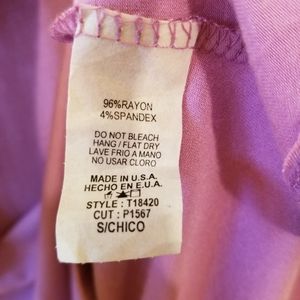 96%RAYON
4%SPANDEX
DO NOT BLEACH
HANG / FLAT DRY
LAVE FRIO A MANO
NO USAR CLORO
MADE IN U.S.A.
HECHO EN E.U.A.
STYLE : T18420
CUT : P1567
S/CHICO